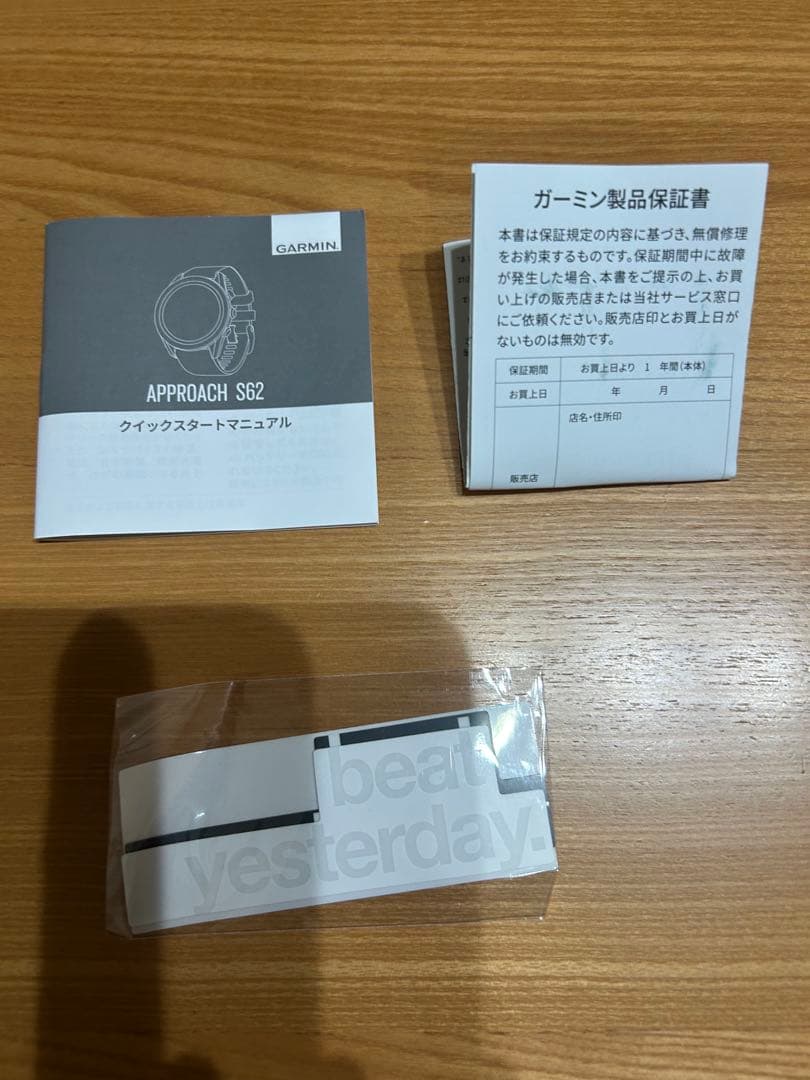 GARMIN.
APPROACH S62
クイックスタートマニュアル
ガーミン製品保証書
本書は保証規定の内容に基づき、無償修理
をお約束するものです。保証期間中に故障
が発生した場合、本書をご提示の上、お買
い上げの販売店または当社サービス窓口
にご依頼ください。販売店印とお買上日が
ないものは無効です。
保証期間 お買上日より 1 年間(本体)
お買上日 年 月 日
店名・住所印
販売店
beat
yesterday.